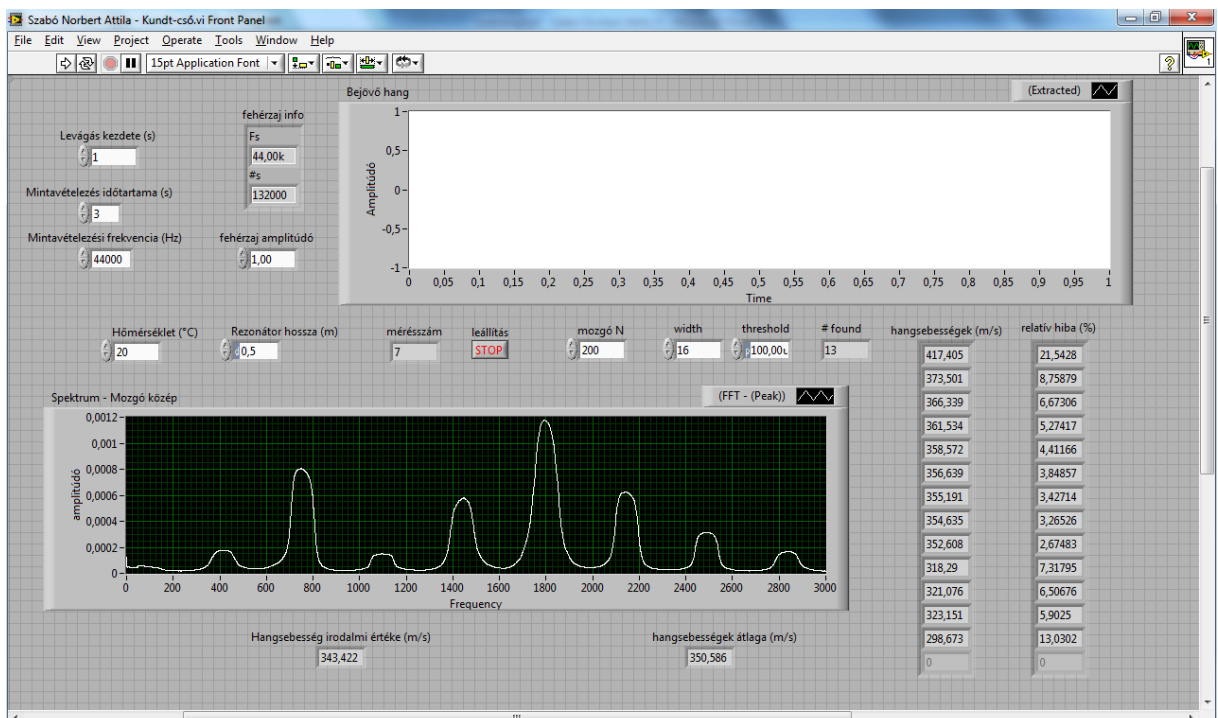 Szabó Norbert Attila - Kundt-cső.vi Front Panel
File Edit View Project Operate Tools Window Help
15pt Application Font
1
Bejövő hang
(Extracted)
fehérzaj info
Levágás kezdete (s)
Fs
1
44,00k
#s
Mintavételezés időtartama (s)
132000
3
Mintavételezési frekvencia (Hz)
fehérzaj amplitúdó
44000
1,00
Amplitúdó
1
0,5
0
-0,5
-1
0 0,05 0,1 0,15 0,2 0,25 0,3 0,35 0,4 0,45 0,5 0,55 0,6 0,65 0,7 0,75 0,8 0,85 0,9 0,95 1
Time
Hőmérséklet (°C)
20
Rezonátor hossza (m)
0,5
mérésszám
7
leállítás
STOP
mozgó N
200
width
16
threshold
100,00u
# found
13
hangsebességek (m/s)
417,405
373,501
366,339
361,534
358,572
356,639
355,191
354,635
352,608
318,29
321,076
323,151
298,673
0
relatív hiba (%)
21,5428
8,75879
6,67306
5,27417
4,41166
3,84857
3,42714
3,26526
2,67483
7,31795
6,50676
5,9025
13,0302
0
Spektrum - Mozgó közép
(FFT - (Peak))
amplitúdó
0,0012
0,001
0,0008
0,0006
0,0004
0,0002
0
0 200 400 600 800 1000 1200 1400 1600 1800 2000 2200 2400 2600 2800 3000
Frequency
Hangsebesség irodalmi értéke (m/s)
343,422
hangsebességek átlaga (m/s)
350,586